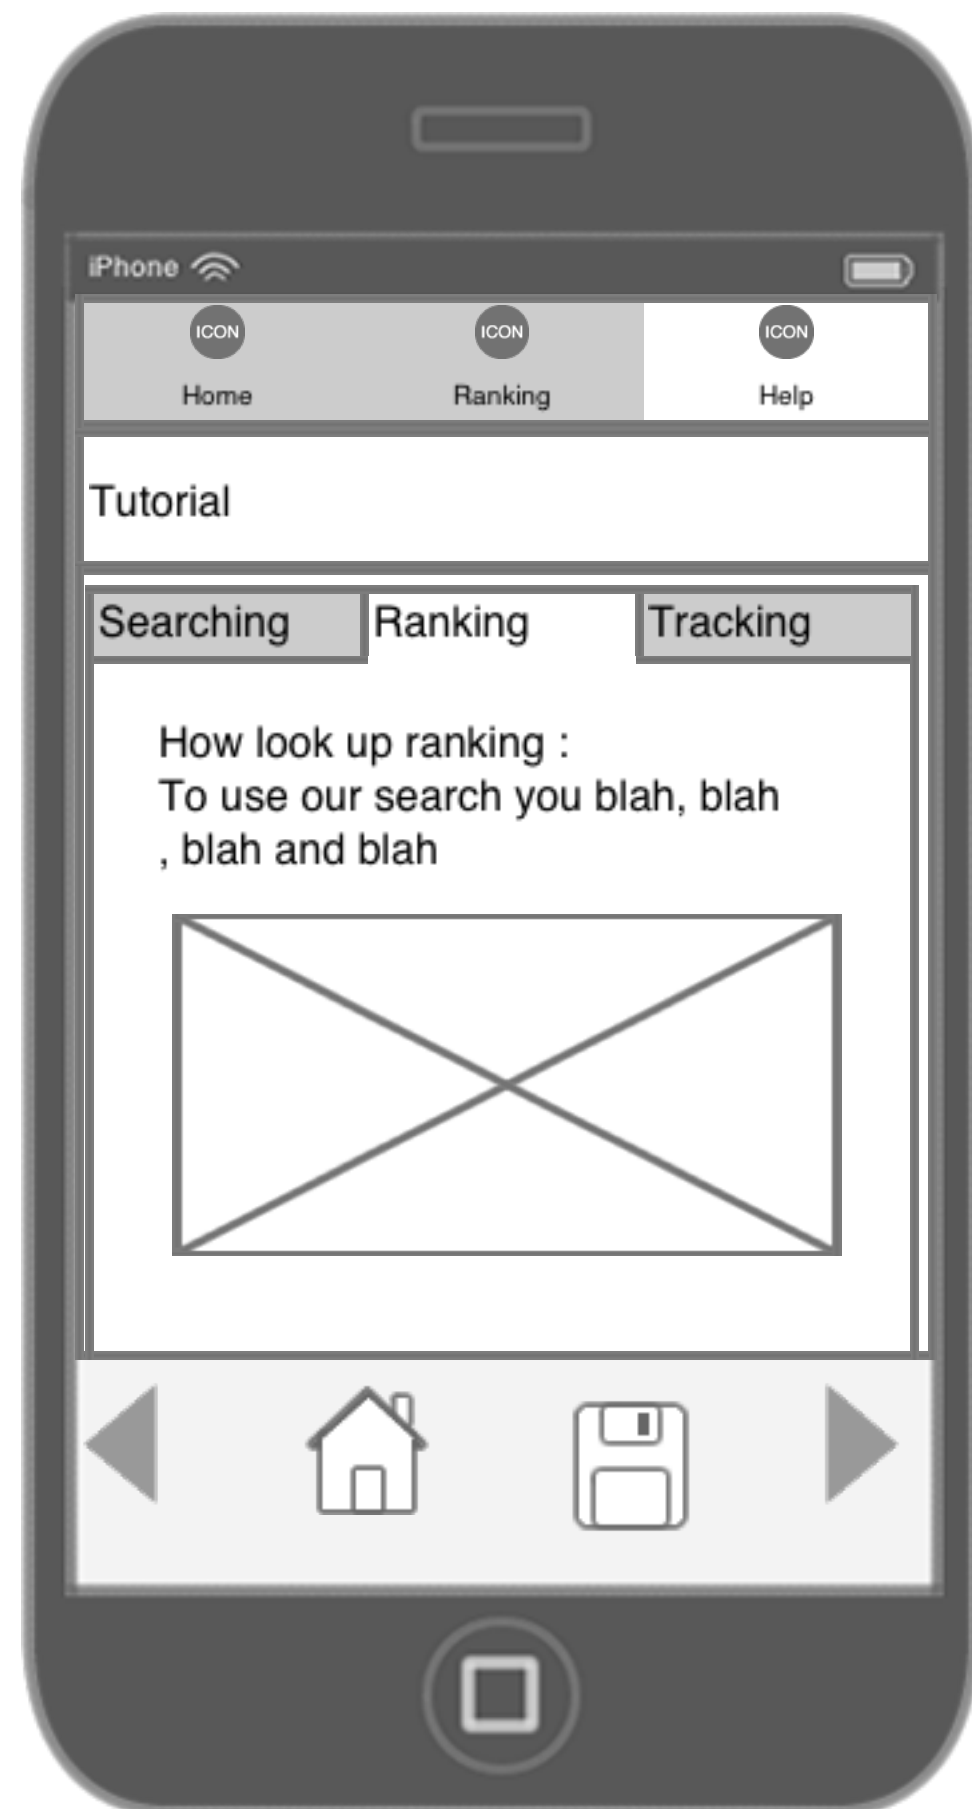 iPhone
ICON ICON ICON
Home Ranking Help
Tutorial
Searching Ranking Tracking
How look up ranking :
To use our search you blah, blah
, blah and blah